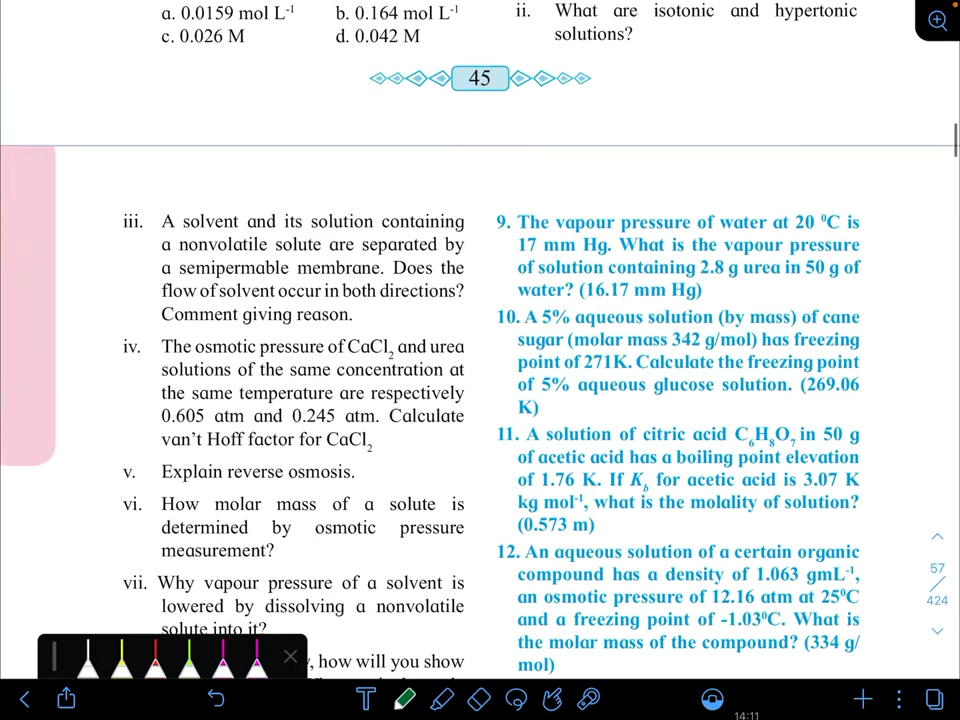 a. 0.0159 mol L⁻¹ b. 0.164 mol L⁻¹
c. 0.026 M d. 0.042 M
ii. What are isotonic and hypertonic
solutions?
45
iii. A solvent and its solution containing
a nonvolatile solute are separated by
a semipermable membrane. Does the
flow of solvent occur in both directions?
Comment giving reason.
iv. The osmotic pressure of CaCl₂ and urea
solutions of the same concentration at
the same temperature are respectively
0.605 atm and 0.245 atm. Calculate
van't Hoff factor for CaCl₂
v. Explain reverse osmosis.
vi. How molar mass of a solute is
determined by osmotic pressure
measurement?
vii. Why vapour pressure of a solvent is
lowered by dissolving a nonvolatile
solute into it?
, how will you show
9. The vapour pressure of water at 20 ⁰C is
17 mm Hg. What is the vapour pressure
of solution containing 2.8 g urea in 50 g of
water? (16.17 mm Hg)
10. A 5% aqueous solution (by mass) of cane
sugar (molar mass 342 g/mol) has freezing
point of 271K. Calculate the freezing point
of 5% aqueous glucose solution. (269.06
K)
11. A solution of citric acid C₆H₈O₇ in 50 g
of acetic acid has a boiling point elevation
of 1.76 K. If K_b for acetic acid is 3.07 K
kg mol⁻¹, what is the molality of solution?
(0.573 m)
12. An aqueous solution of a certain organic
compound has a density of 1.063 gmL⁻¹,
an osmotic pressure of 12.16 atm at 25⁰C
and a freezing point of -1.03⁰C. What is
the molar mass of the compound? (334 g/
mol)
57
424
14:11